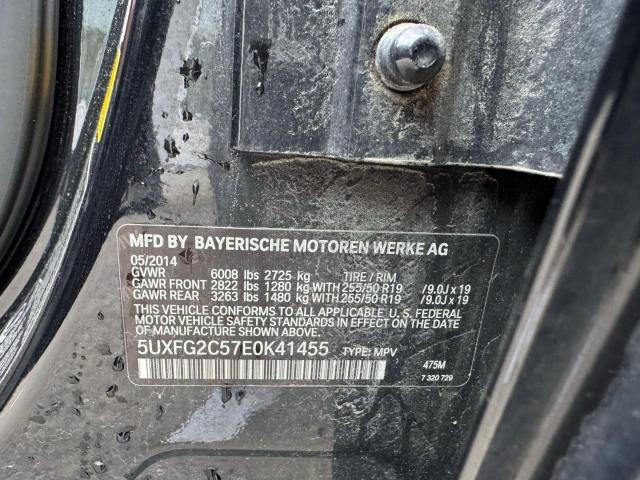 MFD BY BAYERISCHE MOTOREN WERKE AG
05/2014
GVWR 6008 lbs 2725 kg TIRE / RIM
GAWR FRONT 2822 lbs 1280 kg WITH 255/50 R19 /9.0J x 19
GAWR REAR 3263 lbs 1480 kg WITH 255/50 R19 /9.0J x 19
THIS VEHICLE CONFORMS TO ALL APPLICABLE U.S. FEDERAL
MOTOR VEHICLE SAFETY STANDARDS IN EFFECT ON THE DATE OF
MANUFACTURE SHOWN ABOVE.
5UXFG2C57E0K41455 TYPE: MPV
475M
7 320 729